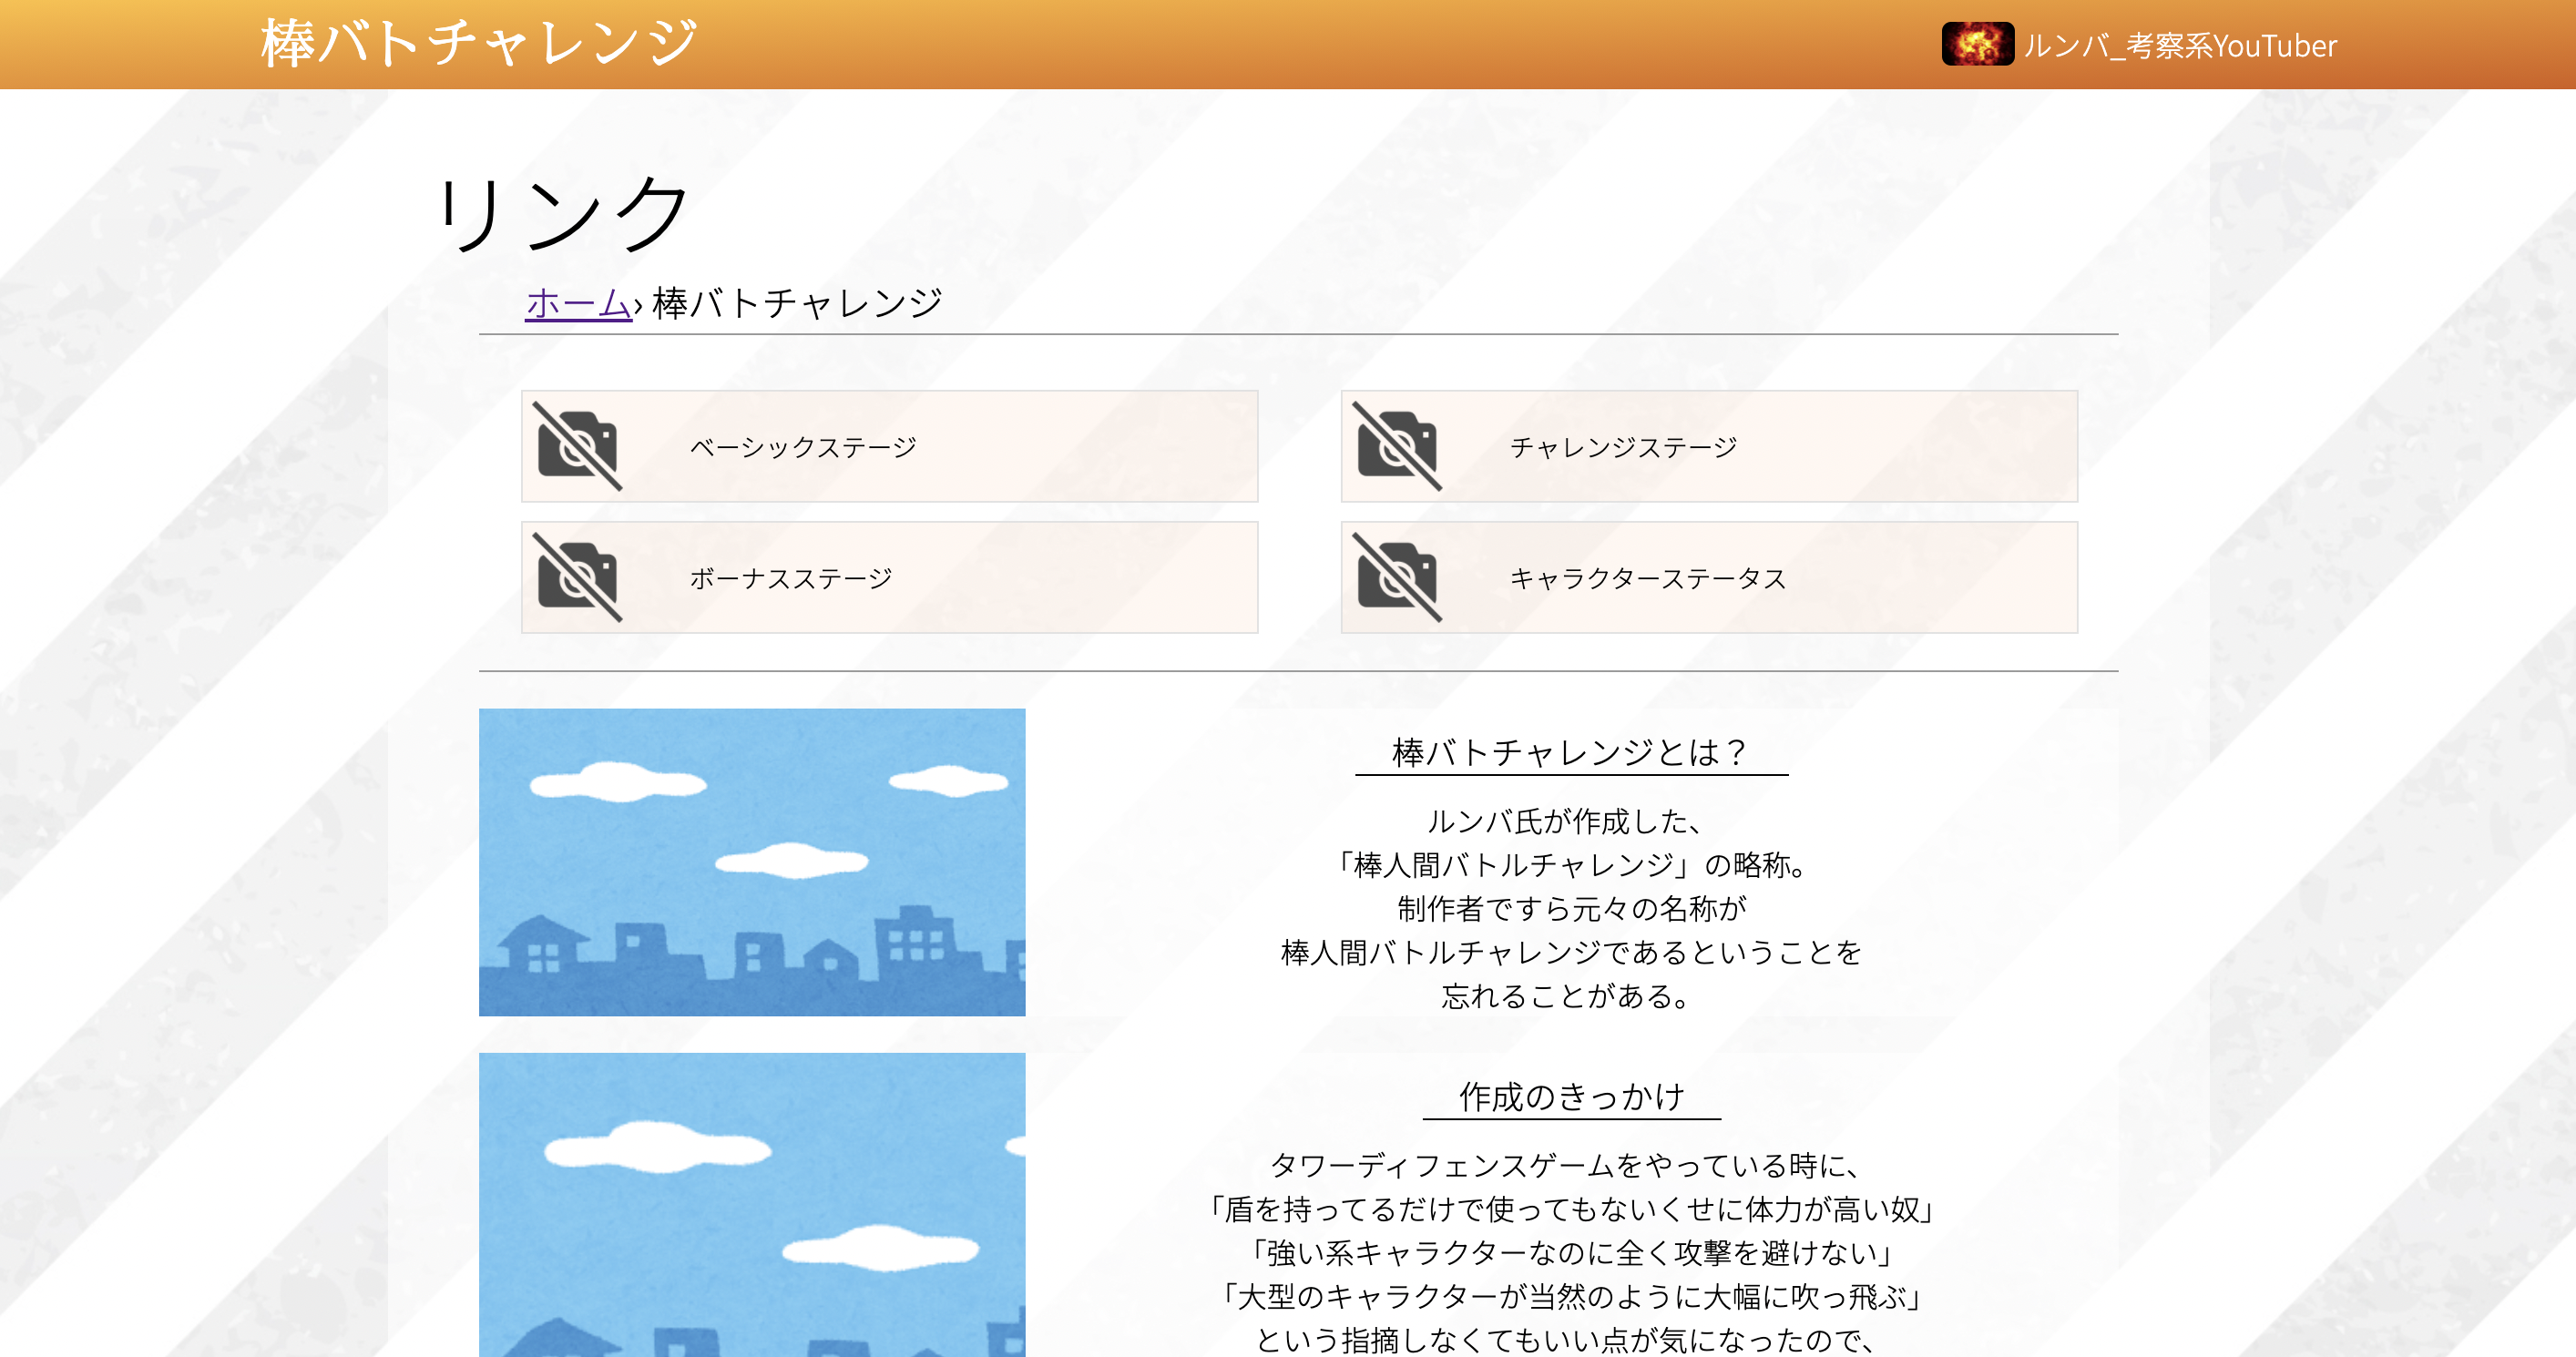 棒バトチャレンジ
ルンバ_考察系YouTuber
リンク
ホーム› 棒バトチャレンジ
ベーシックステージ
チャレンジステージ
ボーナスステージ
キャラクターステータス
棒バトチャレンジとは？
ルンバ氏が作成した、
「棒人間バトルチャレンジ」の略称。
制作者ですら元々の名称が
棒人間バトルチャレンジであるということを
忘れることがある。
作成のきっかけ
タワーディフェンスゲームをやっている時に、
「盾を持ってるだけで使ってもないくせに体力が高い奴」
「強い系キャラクターなのに全く攻撃を避けない」
「大型のキャラクターが当然のように大幅に吹っ飛ぶ」
という指摘しなくてもいい点が気になったので、